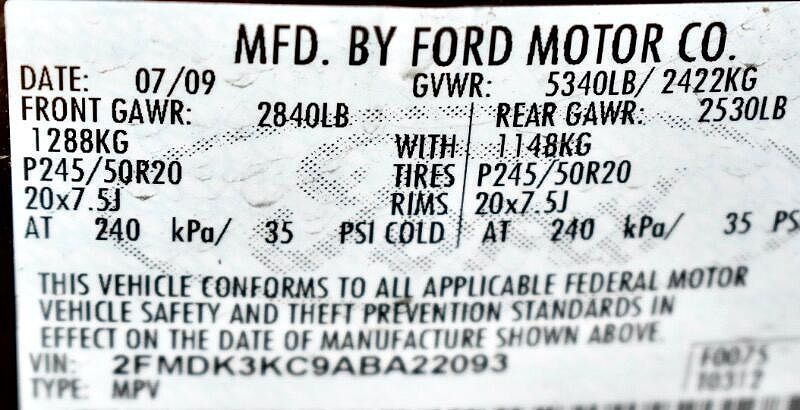 MFD. BY FORD MOTOR CO.
DATE: 07/09 GVWR: 5340LB/ 2422KG
FRONT GAWR: 2840LB REAR GAWR: 2530LB
1288KG WITH 1148KG
P245/50R20 TIRES P245/50R20
20x7.5J RIMS 20x7.5J
AT 240 kPa/ 35 PSI COLD AT 240 kPa/ 35 PS
THIS VEHICLE CONFORMS TO ALL APPLICABLE FEDERAL MOTOR
VEHICLE SAFETY AND THEFT PREVENTION STANDARDS IN
EFFECT ON THE DATE OF MANUFACTURE SHOWN ABOVE.
VIN: 2FMDK3KC9ABA22093
TYPE: MPV
F0075